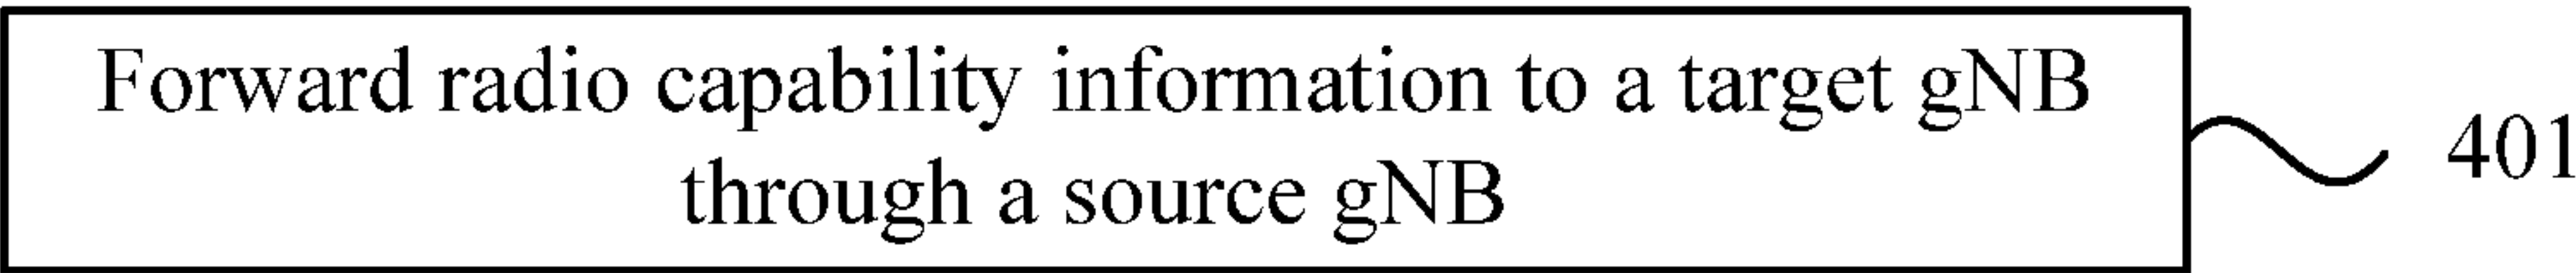 Forward radio capability information to a target gNB
through a source gNB
401